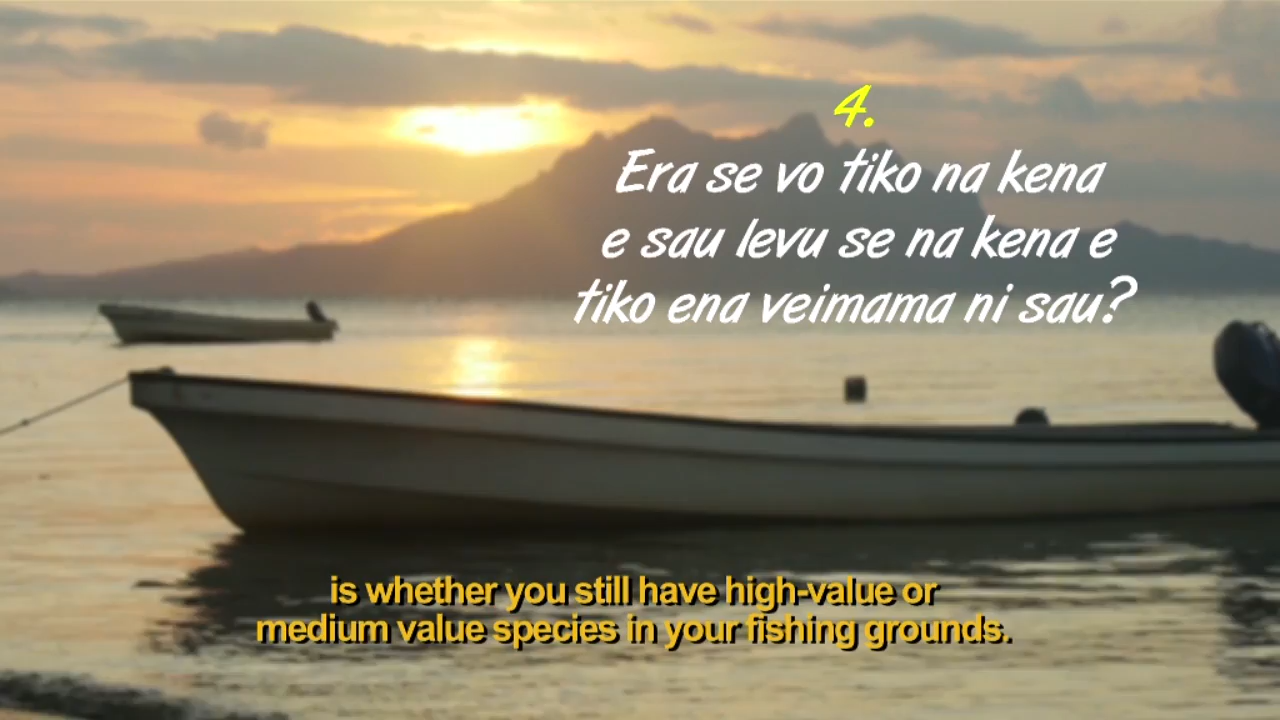 4.
Era se vo tiko na kena
e sau levu se na kena e
tiko ena veimama ni sau?
is whether you still have high-value or
medium value species in your fishing grounds.